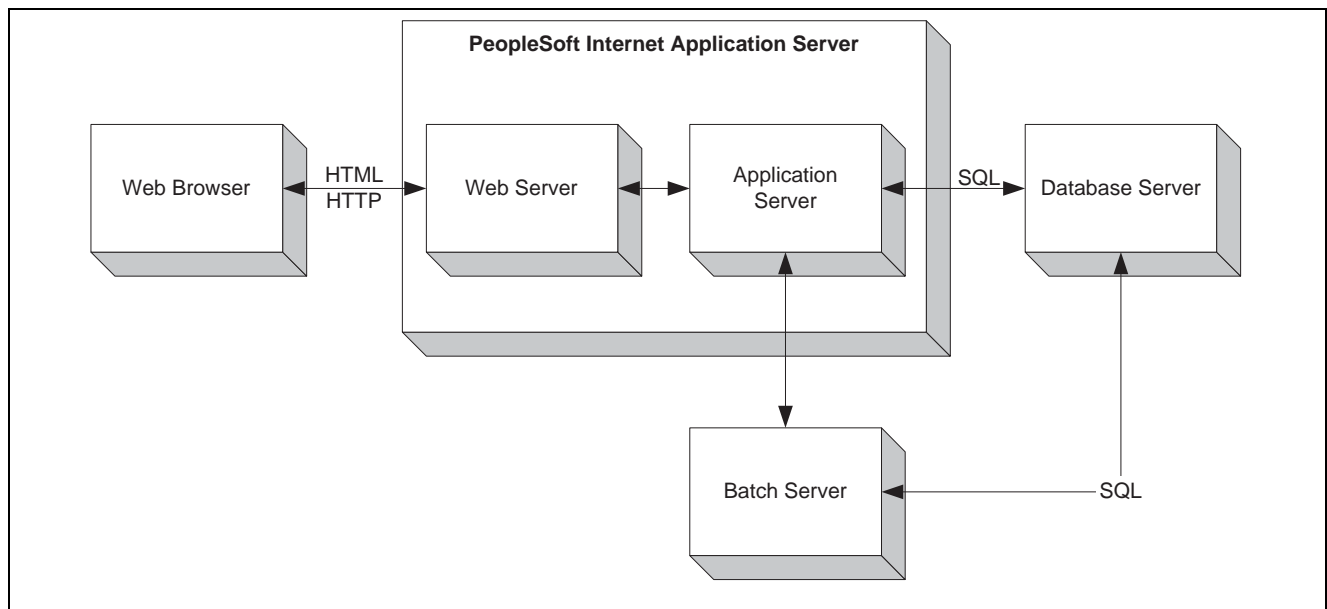 PeopleSoft Internet Application Server
Web Browser
HTML
HTTP
Web Server
Application
Server
SQL
Database Server
Batch Server
SQL